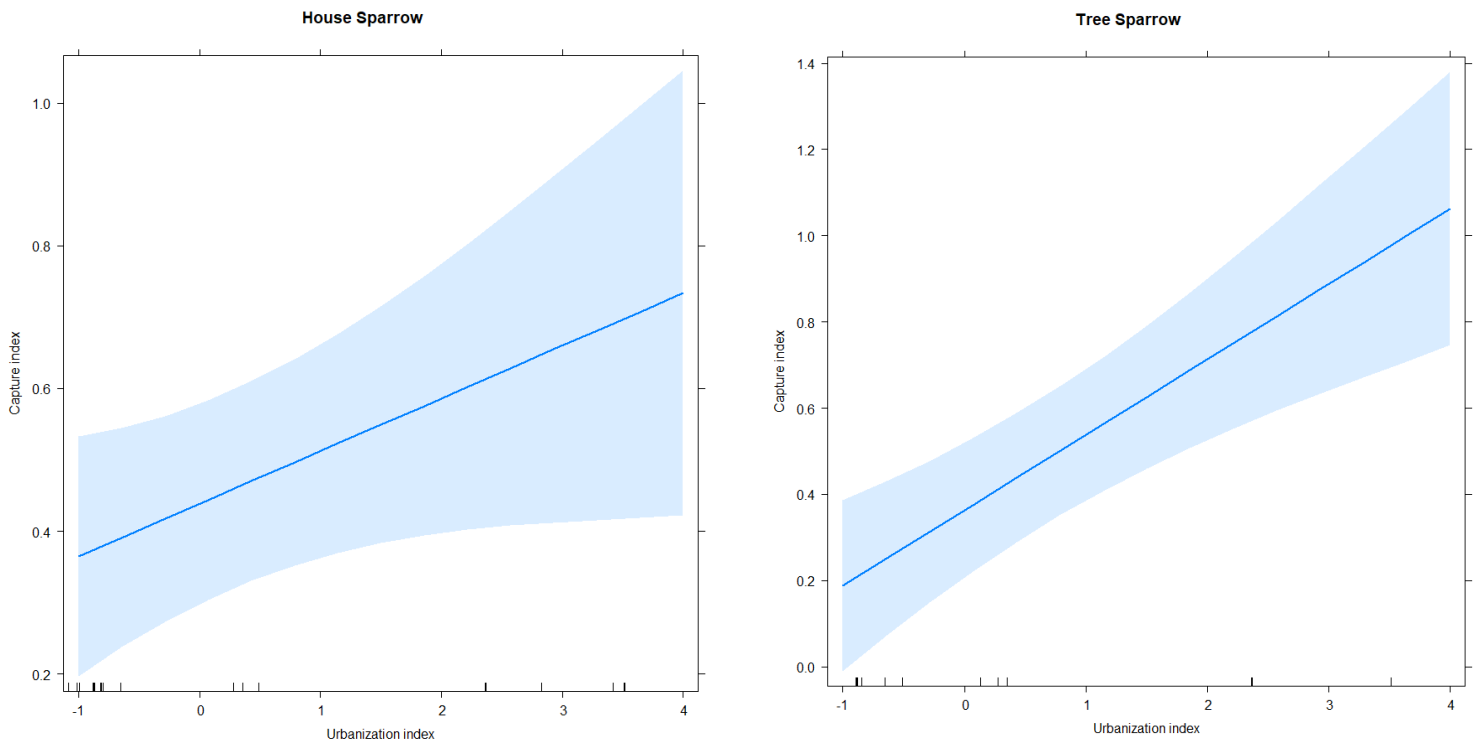 House Sparrow
Capture index
1.0
0.8
0.6
0.4
0.2
-1 0 1 2 3 4
Urbanization index
Tree Sparrow
Capture index
1.4
1.2
1.0
0.8
0.6
0.4
0.2
0.0
-1 0 1 2 3 4
Urbanization index